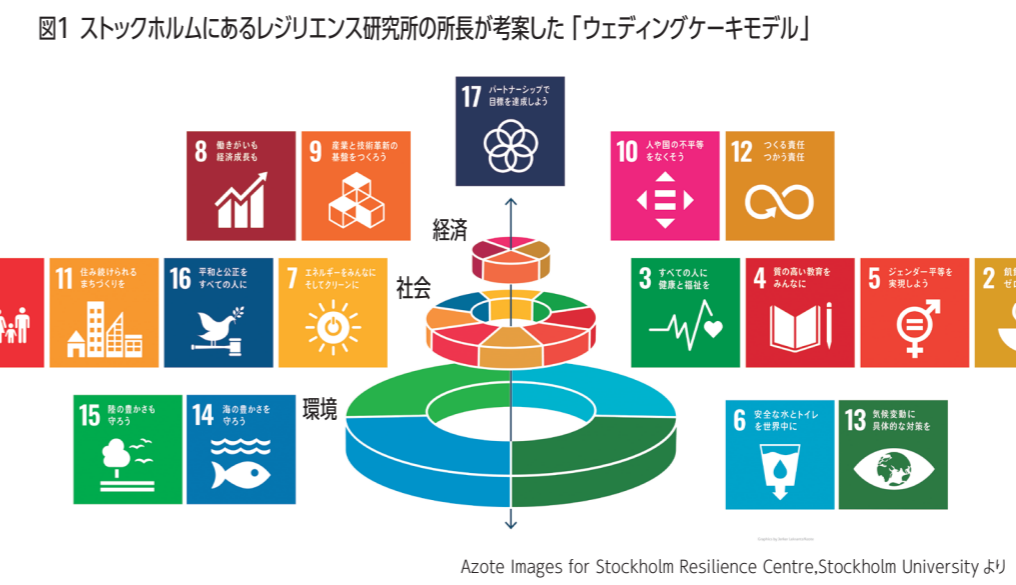 図1 ストックホルムにあるレジリエンス研究所の所長が考案した「ウェディングケーキモデル」
17 パートナーシップで
目標を達成しよう
8 働きがいも
経済成長も
9 産業と技術革新の
基盤をつくろう
10 人や国の不平等
をなくそう
12 つくる責任
つかう責任
経済
11 住み続けられる
まちづくりを
16 平和と公正を
すべての人に
7 エネルギーをみんなに
そしてクリーンに
社会
3 すべての人に
健康と福祉を
4 質の高い教育を
みんなに
5 ジェンダー平等を
実現しよう
2 飢餓
ゼロ
15 陸の豊かさも
守ろう
14 海の豊かさを
守ろう
環境
6 安全な水とトイレ
を世界中に
13 気候変動に
具体的な対策を
Azote Images for Stockholm Resilience Centre,Stockholm University より